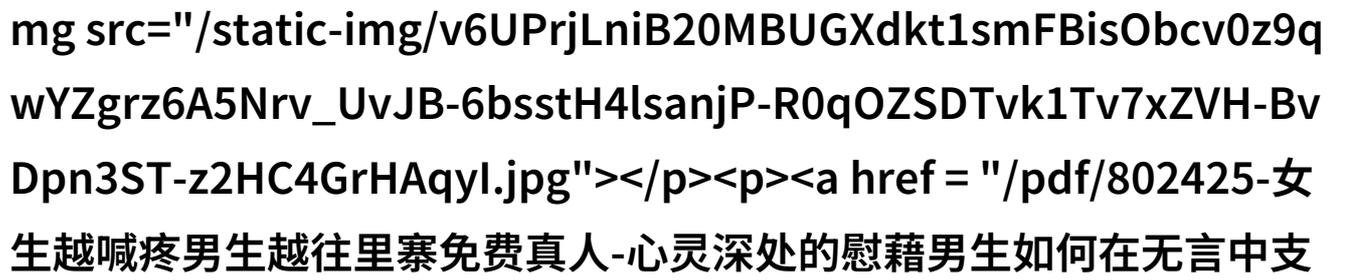 mg src="/static-img/v6UPrjLniB20MBUGXdkt1smFBisObcv0z9q
wYZgrz6A5Nrv_UvJB-6bsstH4lsanjP-R0qOZSDTvk1Tv7xZVH-Bv
Dpn3ST-z2HC4GrHAqyI.jpg"></p><p><a href = "/pdf/802425-女
生越喊疼男生越往里寨免费真人-心灵深处的慰藉男生如何在无言中支